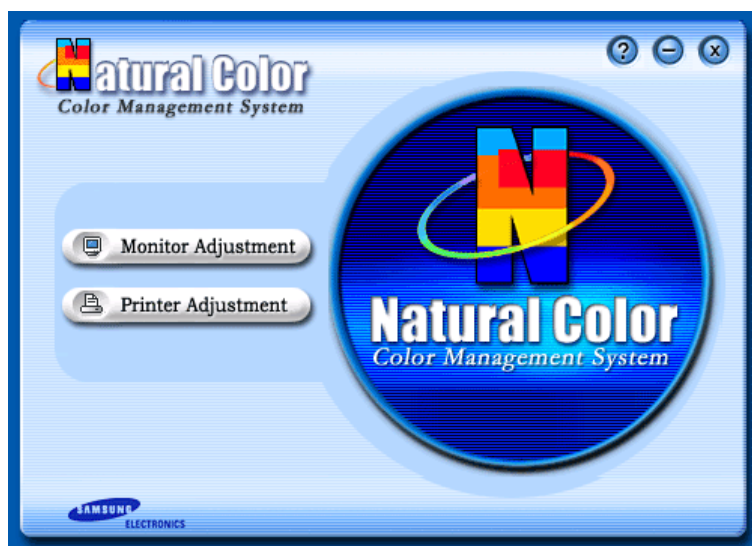 Natural Color
Color Management System
?
−
x
Monitor Adjustment
Printer Adjustment
Natural Color
Color Management System
SAMSUNG
ELECTRONICS